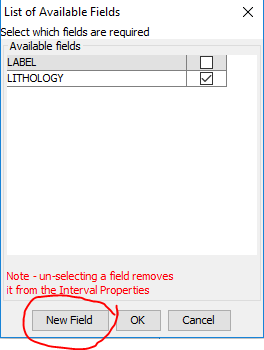 List of Available Fields
Select which fields are required
Available fields
LABEL
LITHOLOGY
Note - un-selecting a field removes
it from the Interval Properties
New Field OK Cancel